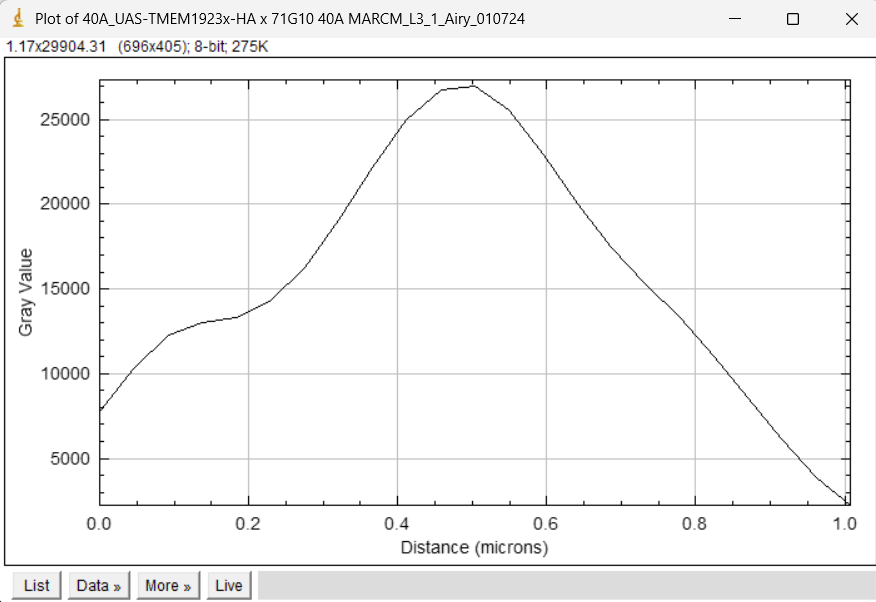 Plot of 40A_UAS-TMEM1923x-HA x 71G10 40A MARCM_L3_1_Airy_010724
1.17x29904.31 (696x405); 8-bit; 275K
25000
20000
15000
10000
5000
Gray Value
0.0 0.2 0.4 0.6 0.8 1.0
Distance (microns)
List Data » More » Live